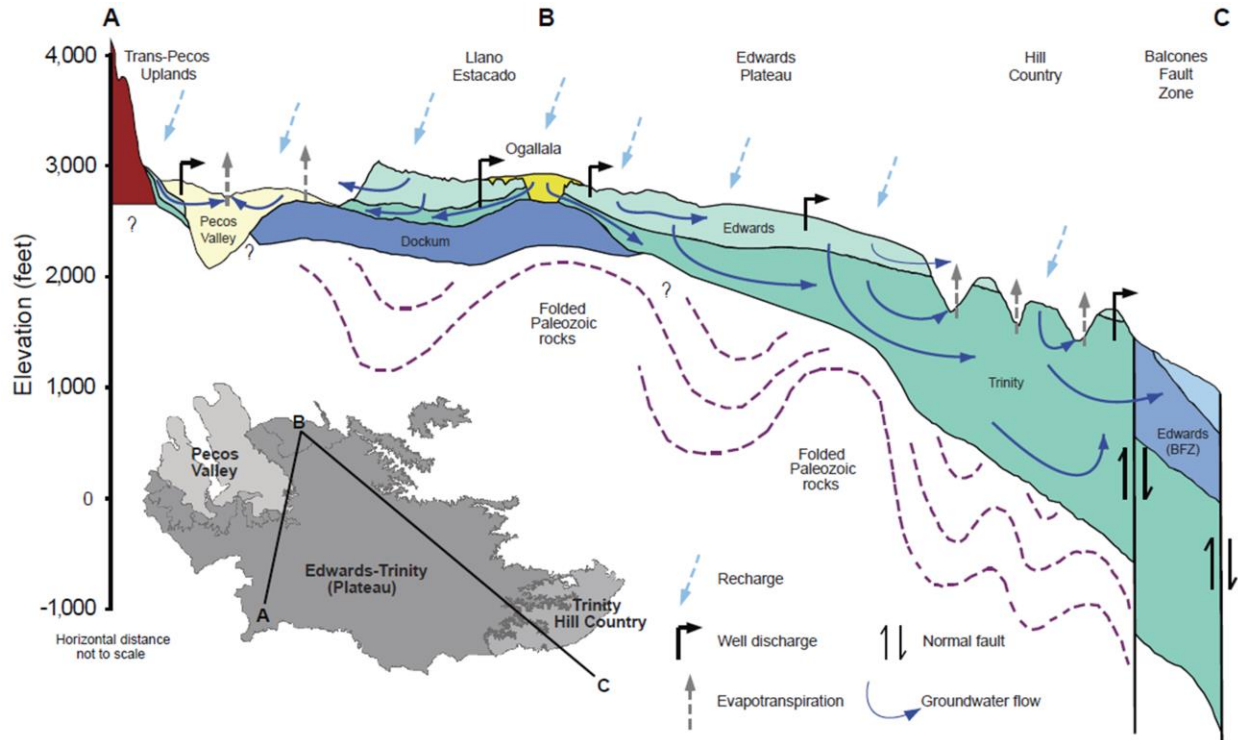 A
B
C
Trans-Pecos
Uplands
Llano
Estacado
Edwards
Plateau
Hill
Country
Balcones
Fault
Zone
Elevation (feet)
4,000
3,000
2,000
1,000
0
-1,000
Ogallala
Pecos
Valley
?
?
Dockum
Edwards
?
Folded
Paleozoic
rocks
Trinity
Edwards
(BFZ)
Folded
Paleozoic
rocks
Pecos
Valley
B
Edwards-Trinity
(Plateau)
A
Trinity
Hill Country
C
Horizontal distance
not to scale
Recharge
Well discharge
Normal fault
Evapotranspiration
Groundwater flow